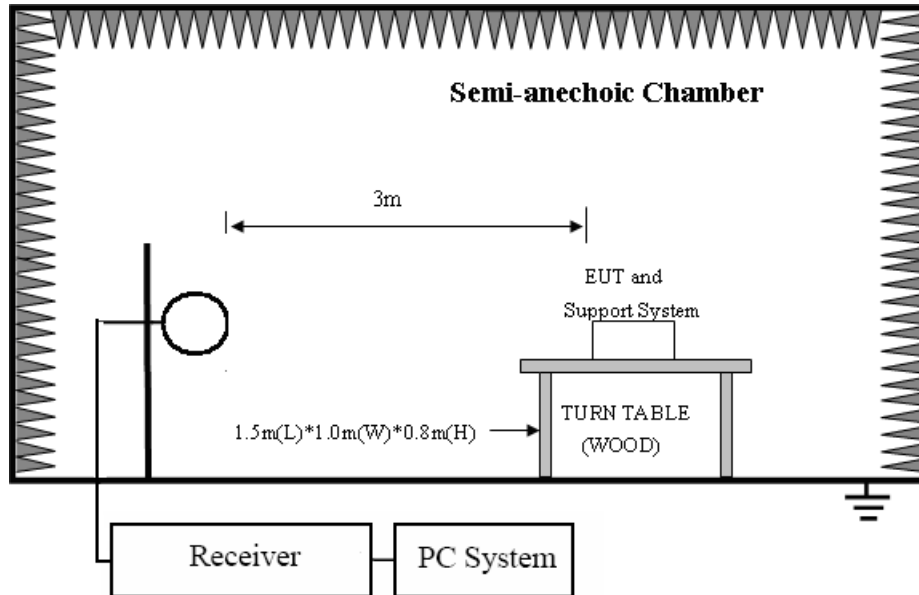 Semi-anechoic Chamber
3m
EUT and
Support System
1.5m(L)*1.0m(W)*0.8m(H)
TURN TABLE
(WOOD)
Receiver
PC System